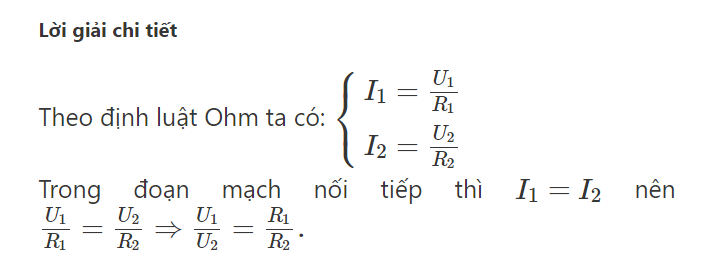 Lời giải chi tiết
Theo định luật Ohm ta có: $\begin{cases} I_1 = \frac{U_1}{R_1} \\ I_2 = \frac{U_2}{R_2} \end{cases}$
Trong đoạn mạch nối tiếp thì $I_1 = I_2$ nên
$\frac{U_1}{R_1} = \frac{U_2}{R_2} \Rightarrow \frac{U_1}{U_2} = \frac{R_1}{R_2}.$